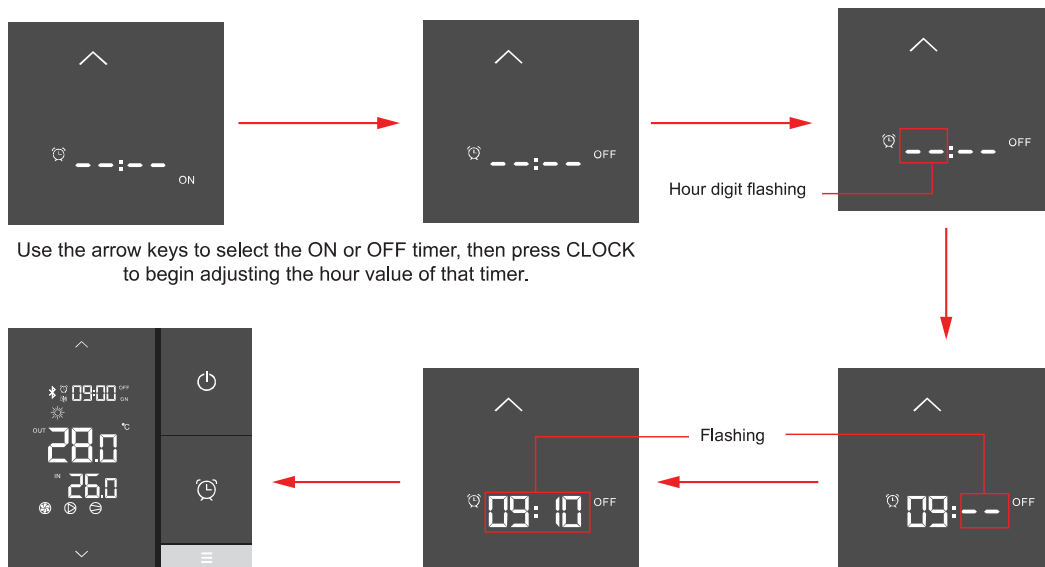 --:--
ON
--:-- OFF
--:-- OFF
Hour digit flashing
Use the arrow keys to select the ON or OFF timer, then press CLOCK
to begin adjusting the hour value of that timer.
09:00 OFF
ON
OUT 28.0 °C
IN 26.0
09:10 OFF
Flashing
09:-- OFF